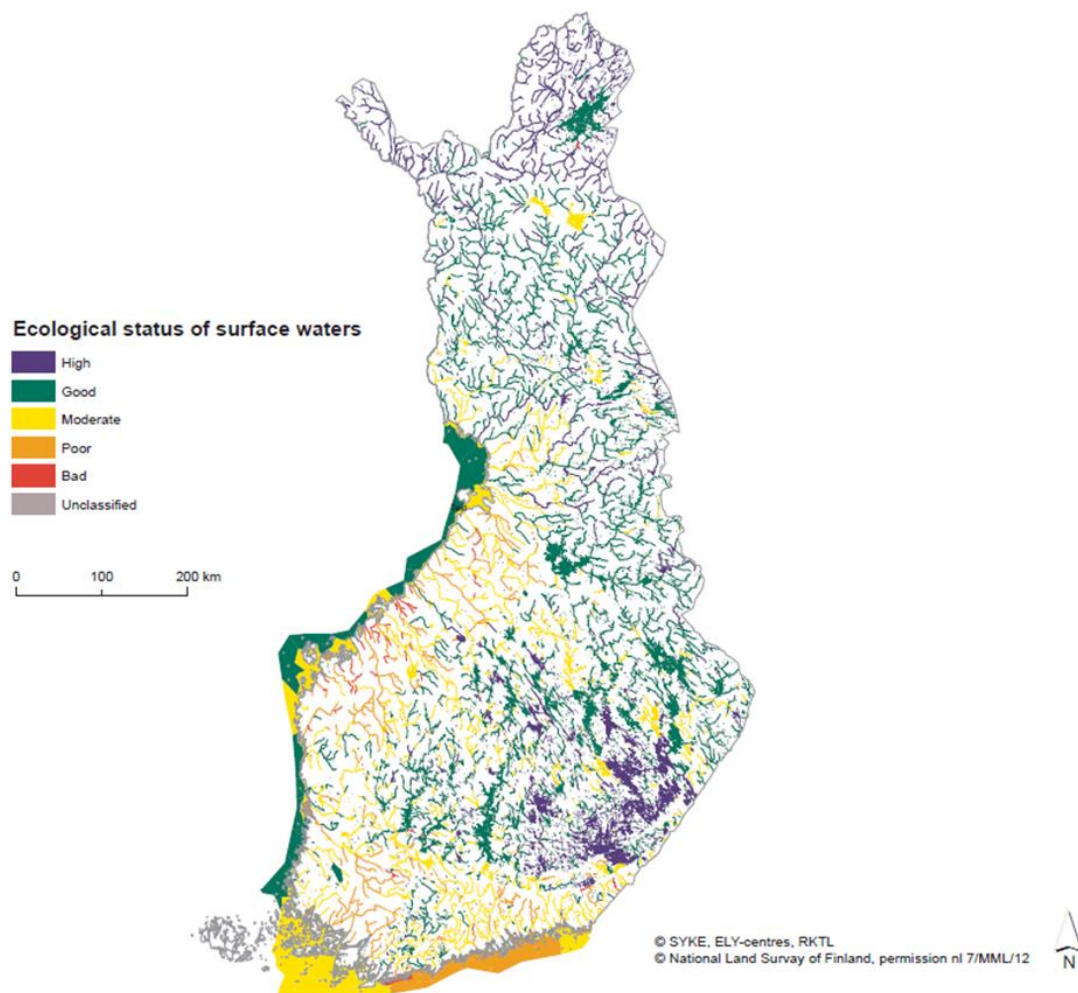 Ecological status of surface waters
High
Good
Moderate
Poor
Bad
Unclassified
0 100 200 km
© SYKE, ELY-centres, RKTL
© National Land Survay of Finland, permission nl 7/MML/12
N